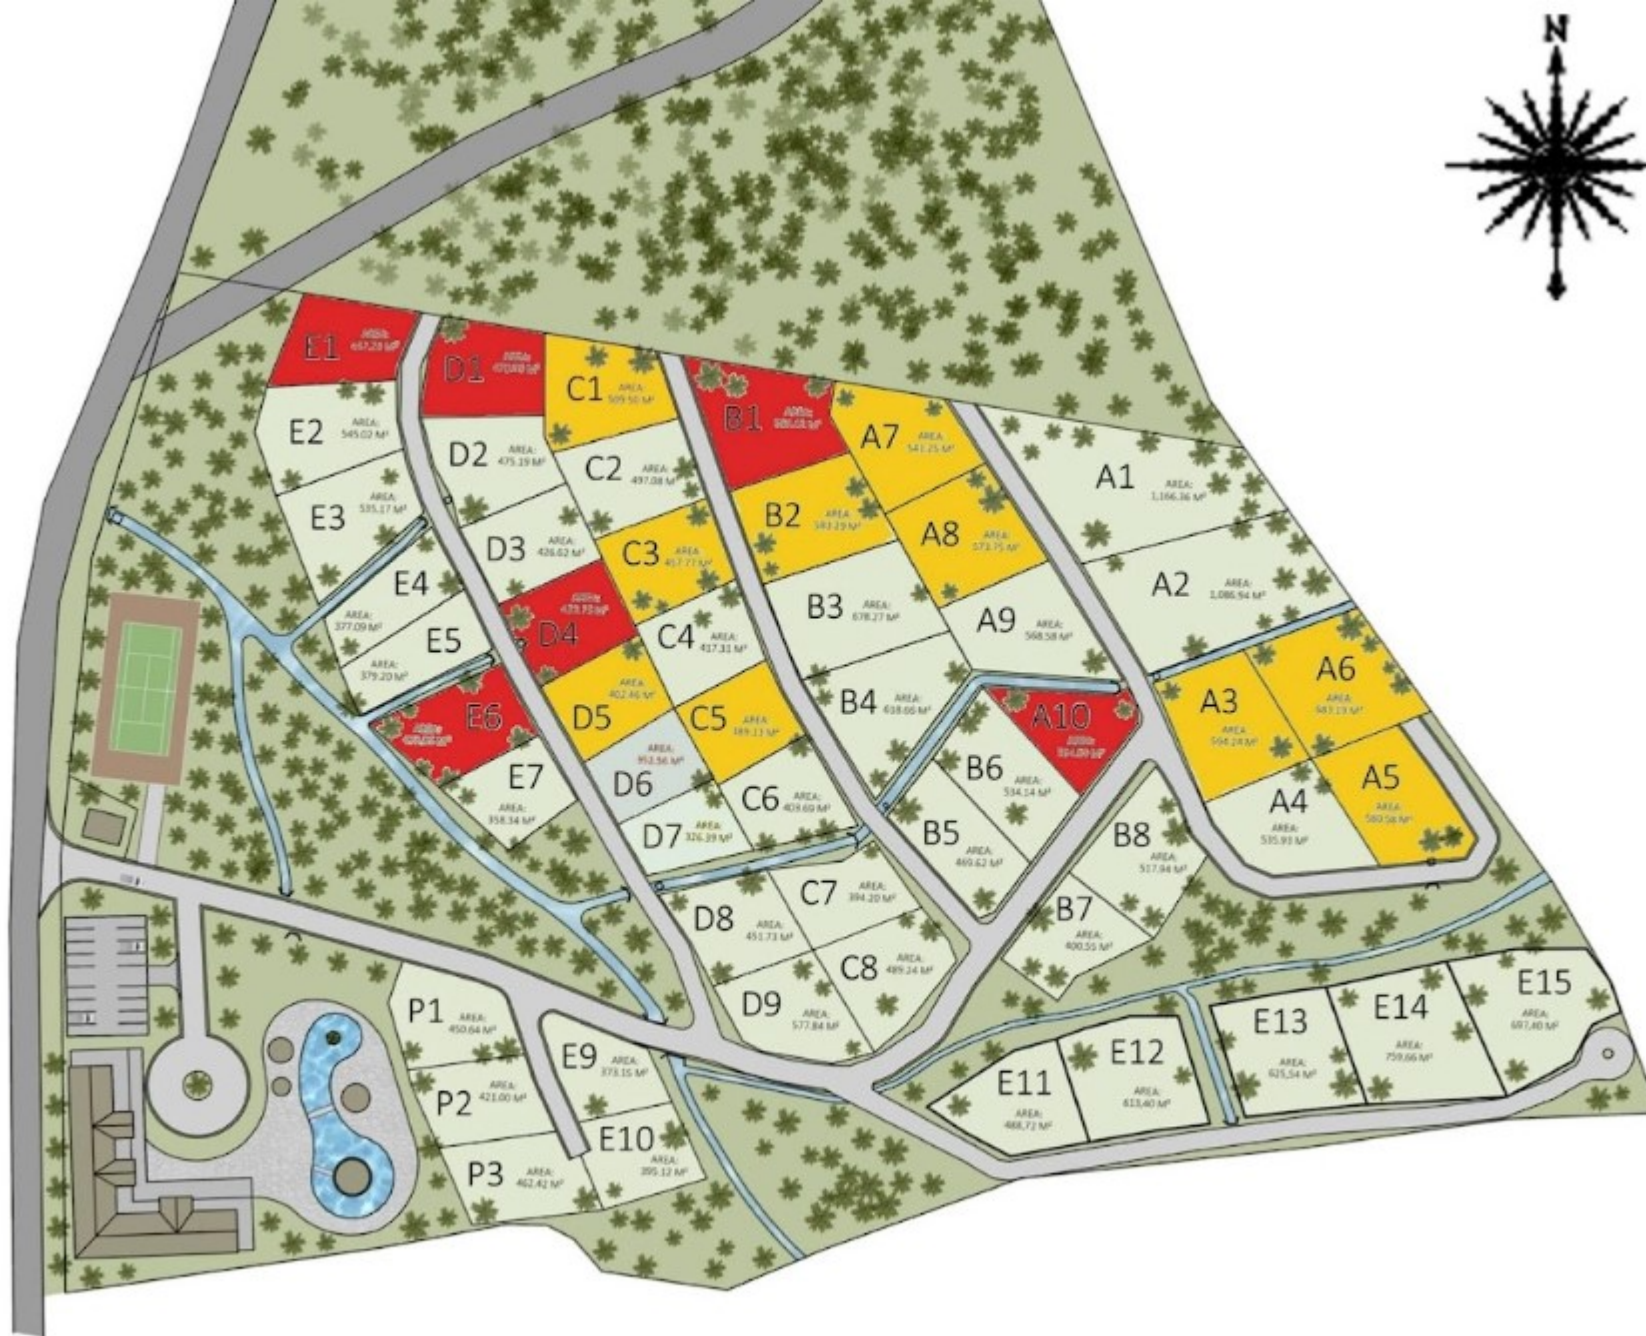 N
E1
AREA:
D1
AREA:
C1
AREA:
509.50 M²
B1
AREA:
A7
AREA:
541.25 M²
A1
AREA:
1,166.36 M²
E2
AREA:
545.02 M²
D2
AREA:
475.19 M²
C2
AREA:
497.08 M²
B2
AREA:
583.29 M²
A8
AREA:
573.75 M²
A2
AREA:
1,086.94 M²
E3
AREA:
535.17 M²
D3
AREA:
426.62 M²
C3
AREA:
457.77 M²
B3
AREA:
678.27 M²
A9
AREA:
568.58 M²
E4
AREA:
377.09 M²
D4
AREA:
C4
AREA:
417.31 M²
E5
AREA:
379.20 M²
B4
AREA:
618.66 M²
A10
AREA:
A3
AREA:
594.24 M²
A6
AREA:
E6
AREA:
D5
AREA:
402.46 M²
C5
AREA:
389.13 M²
E7
AREA:
358.34 M²
D6
AREA:
353.56 M²
C6
AREA:
403.69 M²
B6
AREA:
534.14 M²
A4
AREA:
535.93 M²
A5
AREA:
560.58 M²
D7
AREA:
326.39 M²
B5
AREA:
469.62 M²
B8
AREA:
517.94 M²
D8
AREA:
451.73 M²
C7
AREA:
394.20 M²
B7
AREA:
400.55 M²
D9
AREA:
577.84 M²
C8
AREA:
489.24 M²
P1
AREA:
450.64 M²
E9
AREA:
373.15 M²
E11
AREA:
488,72 M²
E12
AREA:
613,40 M²
E13
AREA:
625,54 M²
E14
AREA:
759,66 M²
E15
AREA:
697,40 M²
P2
AREA:
421.00 M²
E10
AREA:
395.12 M²
P3
AREA:
462.42 M²